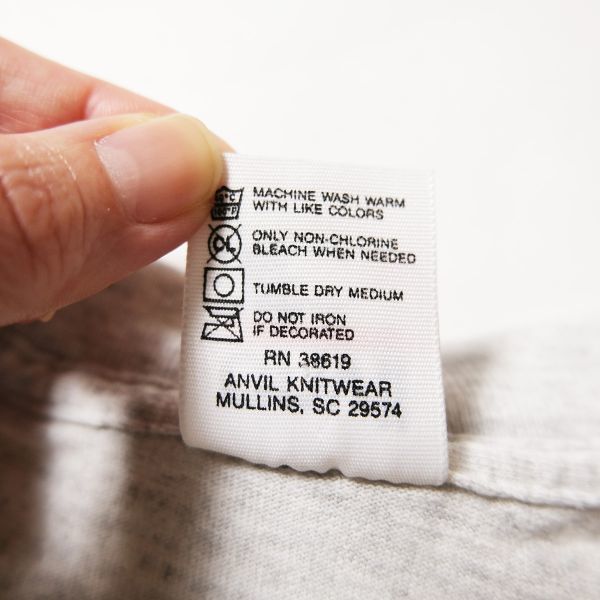 MACHINE WASH WARM
WITH LIKE COLORS
ONLY NON-CHLORINE
BLEACH WHEN NEEDED
TUMBLE DRY MEDIUM
DO NOT IRON
IF DECORATED
RN 38619
ANVIL KNITWEAR
MULLINS, SC 29574